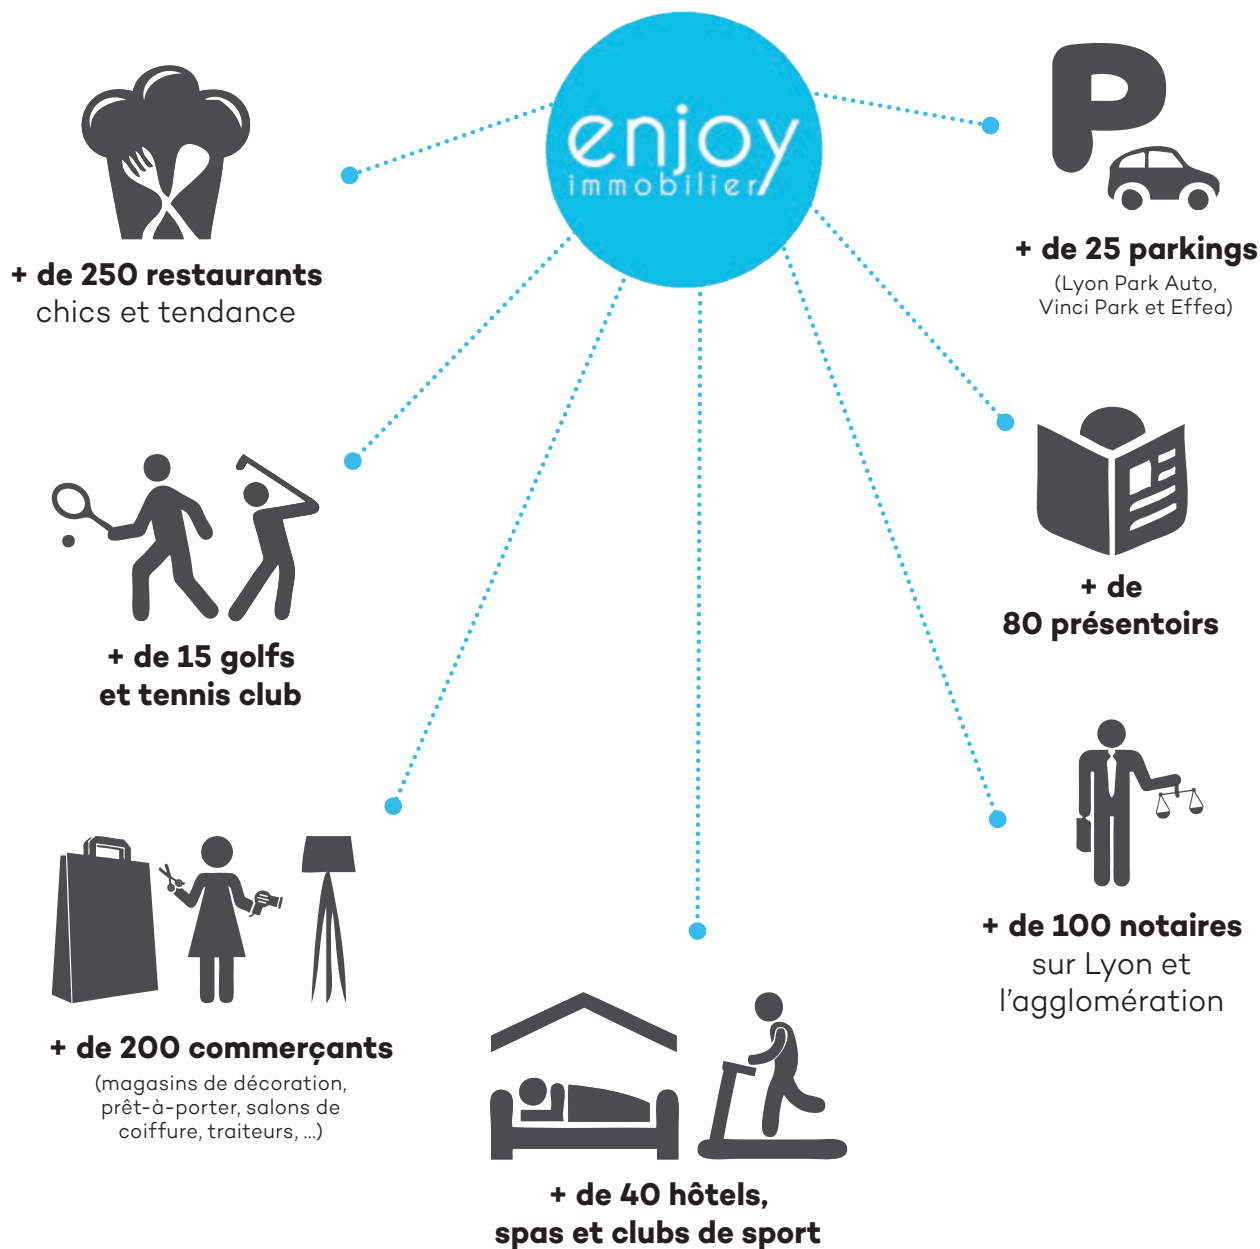 enjoy
immobilier
P
+ de 250 restaurants
chics et tendance
+ de 25 parkings
(Lyon Park Auto,
Vinci Park et Effea)
+ de 15 golfs
et tennis club
+ de
80 présentoirs
+ de 200 commerçants
(magasins de décoration,
prêt-à-porter, salons de
coiffure, traiteurs, ...)
+ de 100 notaires
sur Lyon et
l'agglomération
+ de 40 hôtels,
spas et clubs de sport